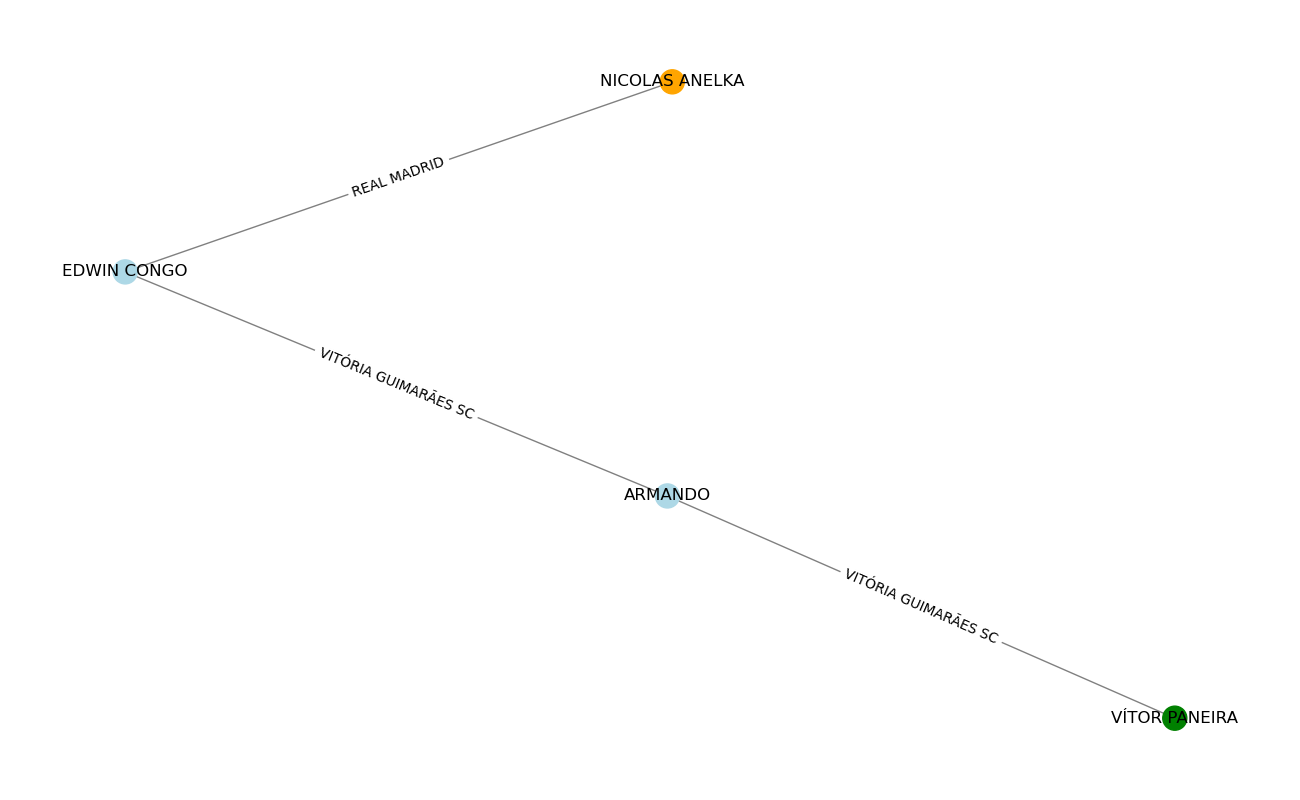 NICOLAS ANELKA
REAL MADRID
EDWIN CONGO
VITÓRIA GUIMARÃES SC
ARMANDO
VITÓRIA GUIMARÃES SC
VÍTOR PANEIRA